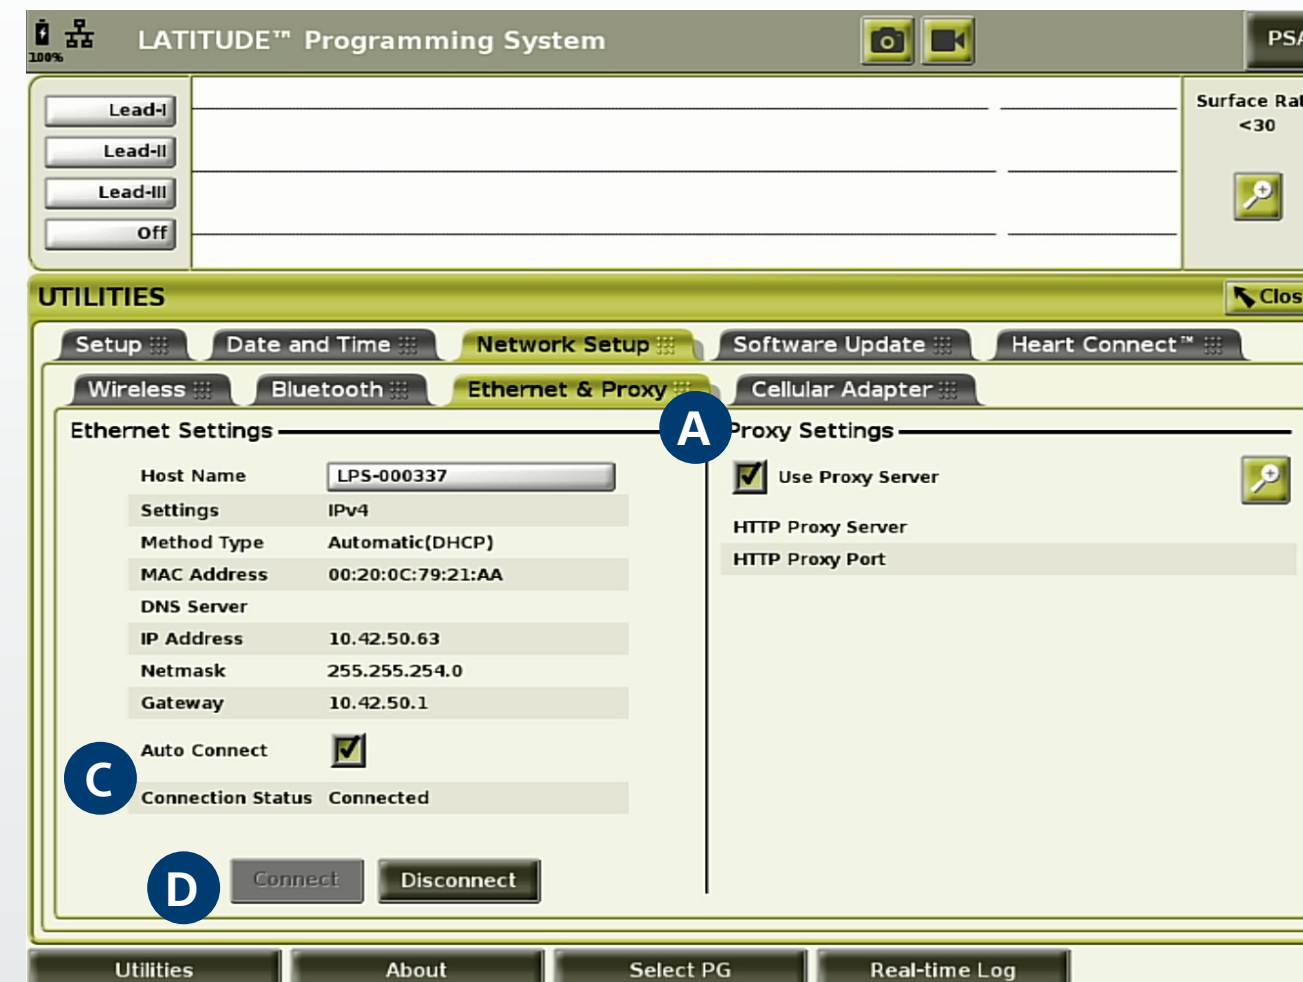 100%
LATITUDE™ Programming System
PSA
Lead-I
Lead-II
Lead-III
Off
Surface Rat
<30
UTILITIES
Clos
Setup Date and Time Network Setup Software Update Heart Connect™
Wireless Bluetooth Ethernet & Proxy Cellular Adapter
A
Ethernet Settings
Host Name LPS-000337
Settings IPv4
Method Type Automatic(DHCP)
MAC Address 00:20:0C:79:21:AA
DNS Server
IP Address 10.42.50.63
Netmask 255.255.254.0
Gateway 10.42.50.1
Auto Connect
C
Connection Status Connected
D
Connect Disconnect
Proxy Settings
Use Proxy Server
HTTP Proxy Server
HTTP Proxy Port
Utilities About Select PG Real-time Log